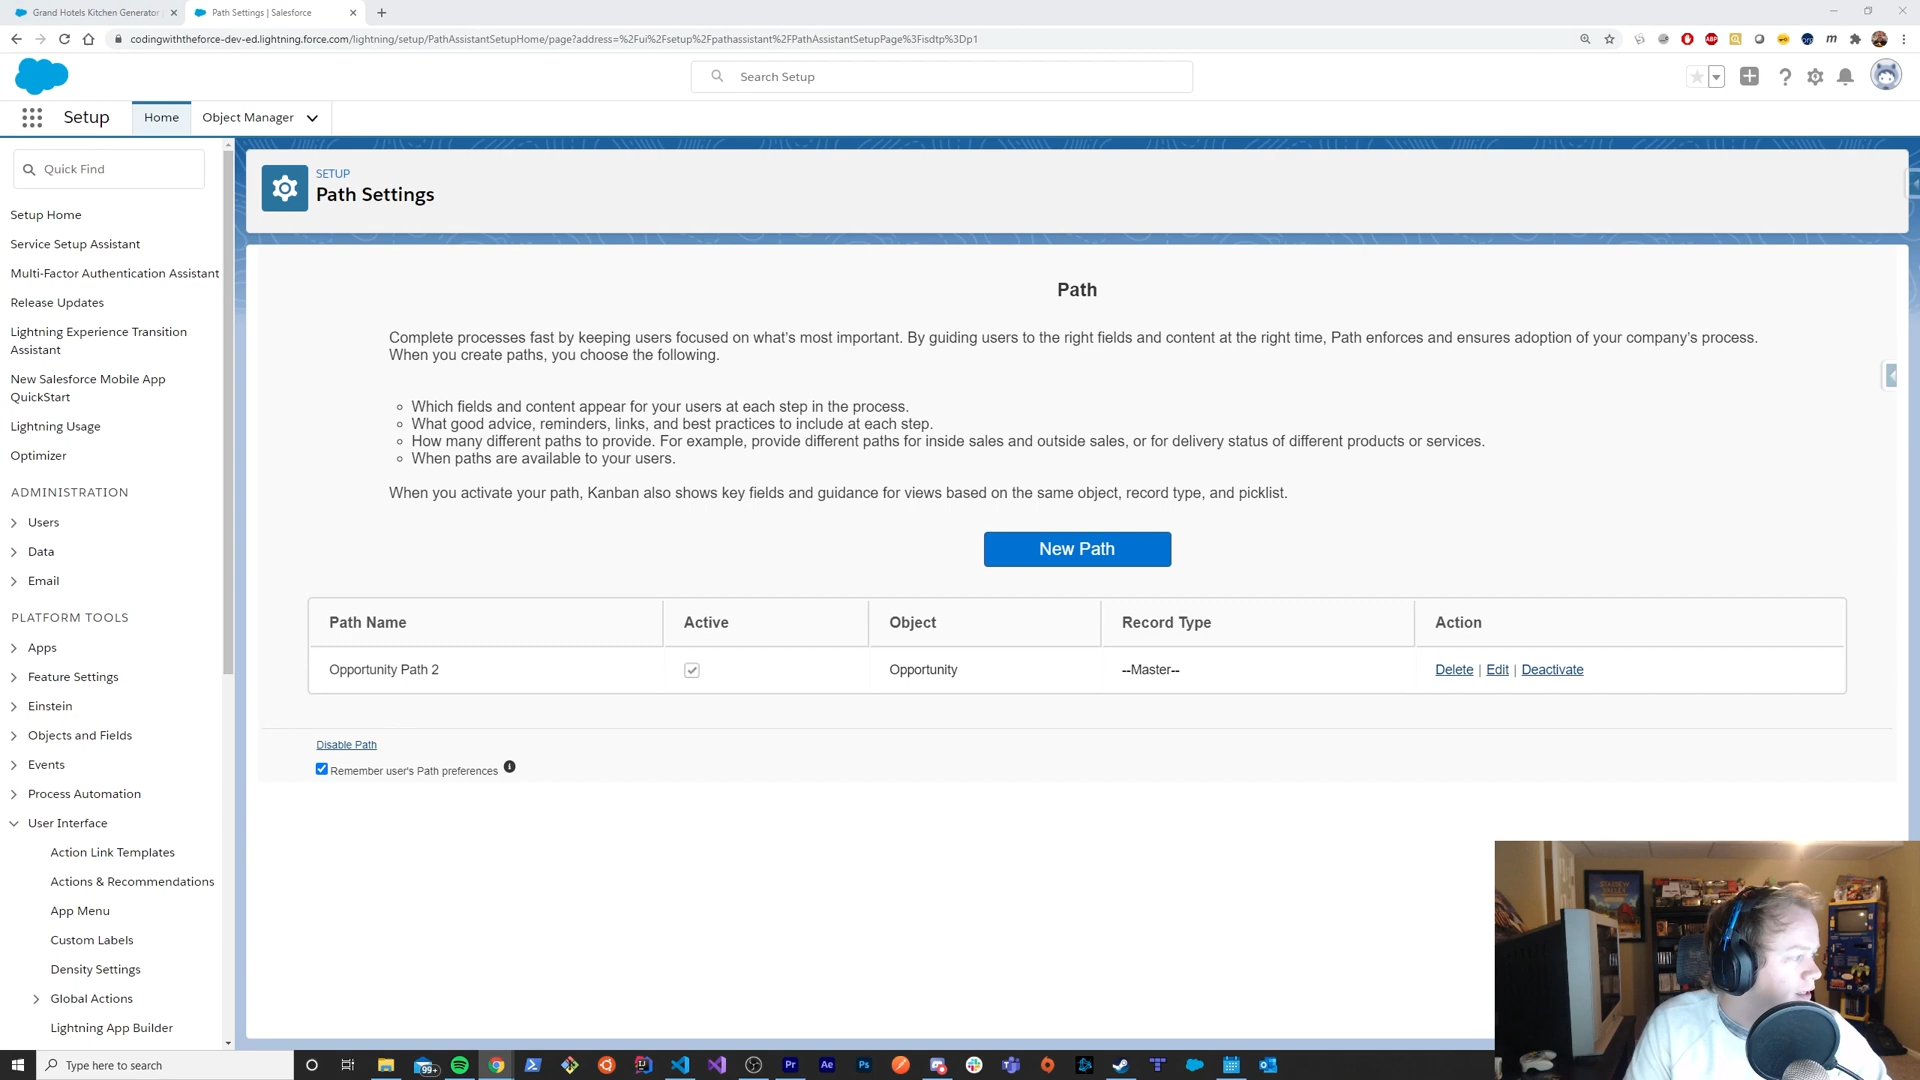 Grand Hotels Kitchen Generator
Path Settings | Salesforce
codingwiththeforce-dev-ed.lightning.force.com/lightning/setup/PathAssistantSetupHome/page?address=%2Fui%2Fsetup%2Fpathassistant%2FPathAssistantSetupPage%3Fisdtp%3Dp1
ABP
m
Search Setup
Setup
Home
Object Manager
Quick Find
Setup Home
Service Setup Assistant
Multi-Factor Authentication Assistant
Release Updates
Lightning Experience Transition
Assistant
New Salesforce Mobile App
QuickStart
Lightning Usage
Optimizer
ADMINISTRATION
Users
Data
Email
PLATFORM TOOLS
Apps
Feature Settings
Einstein
Objects and Fields
Events
Process Automation
User Interface
Action Link Templates
Actions & Recommendations
App Menu
Custom Labels
Density Settings
Global Actions
Lightning App Builder
SETUP
Path Settings
Path
Complete processes fast by keeping users focused on what's most important. By guiding users to the right fields and content at the right time, Path enforces and ensures adoption of your company's process.
When you create paths, you choose the following.
Which fields and content appear for your users at each step in the process.
What good advice, reminders, links, and best practices to include at each step.
How many different paths to provide. For example, provide different paths for inside sales and outside sales, or for delivery status of different products or services.
When paths are available to your users.
When you activate your path, Kanban also shows key fields and guidance for views based on the same object, record type, and picklist.
New Path
Path Name Active Object Record Type Action
Opportunity Path 2 Opportunity --Master-- Delete | Edit | Deactivate
Disable Path
Remember user's Path preferences
STARDEW
VALLEY
Type here to search
99+
Pr
Ae
Ps